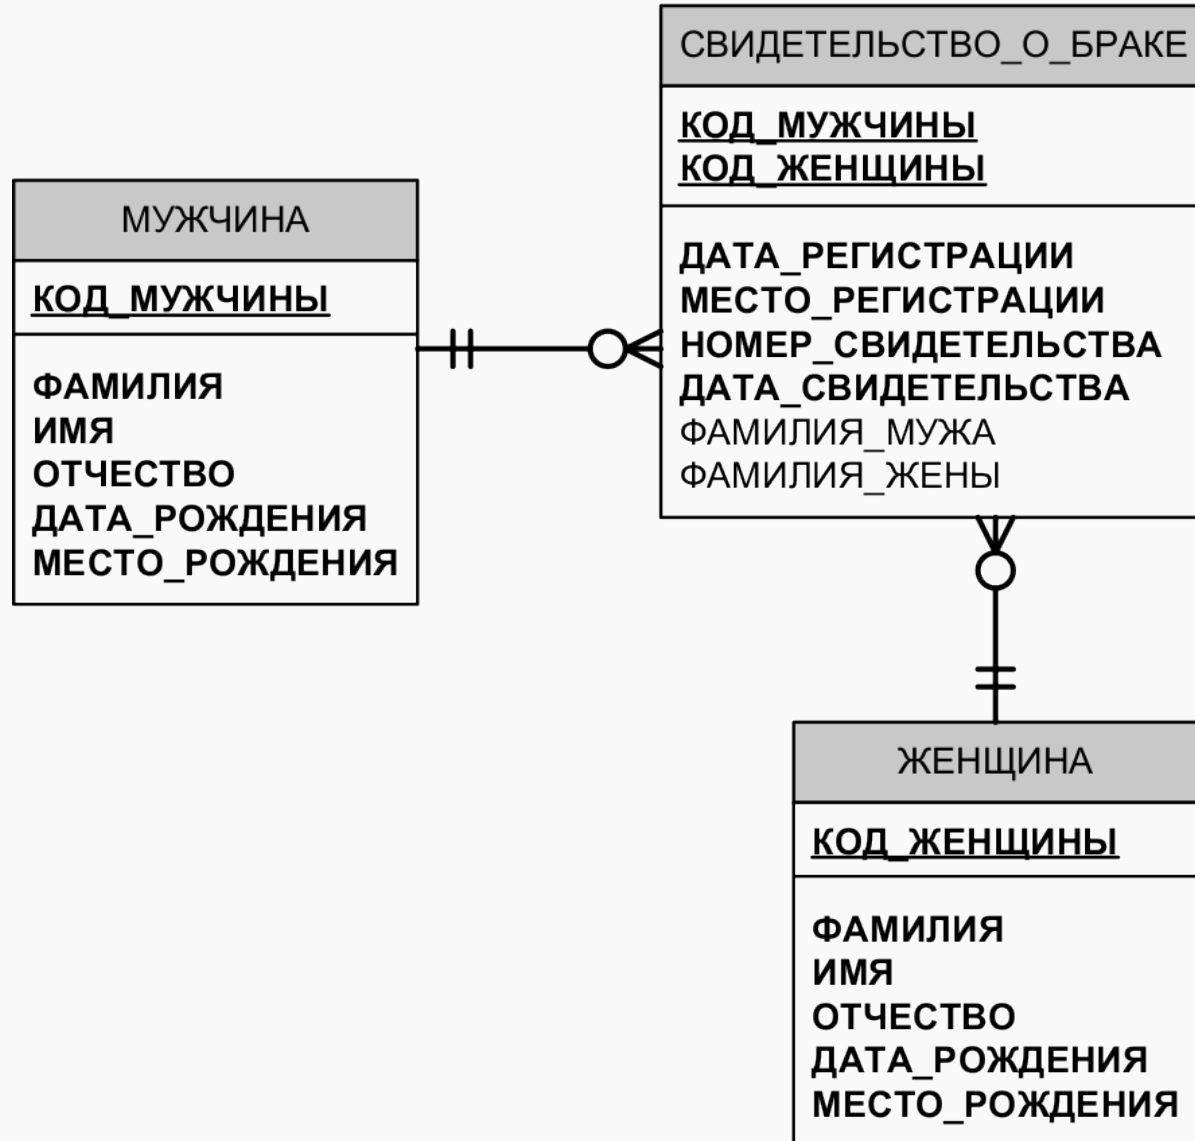 СВИДЕТЕЛЬСТВО_О_БРАКЕ
КОД_МУЖЧИНЫ
КОД_ЖЕНЩИНЫ
ДАТА_РЕГИСТРАЦИИ
МЕСТО_РЕГИСТРАЦИИ
НОМЕР_СВИДЕТЕЛЬСТВА
ДАТА_СВИДЕТЕЛЬСТВА
ФАМИЛИЯ_МУЖА
ФАМИЛИЯ_ЖЕНЫ
МУЖЧИНА
КОД_МУЖЧИНЫ
ФАМИЛИЯ
ИМЯ
ОТЧЕСТВО
ДАТА_РОЖДЕНИЯ
МЕСТО_РОЖДЕНИЯ
ЖЕНЩИНА
КОД_ЖЕНЩИНЫ
ФАМИЛИЯ
ИМЯ
ОТЧЕСТВО
ДАТА_РОЖДЕНИЯ
МЕСТО_РОЖДЕНИЯ